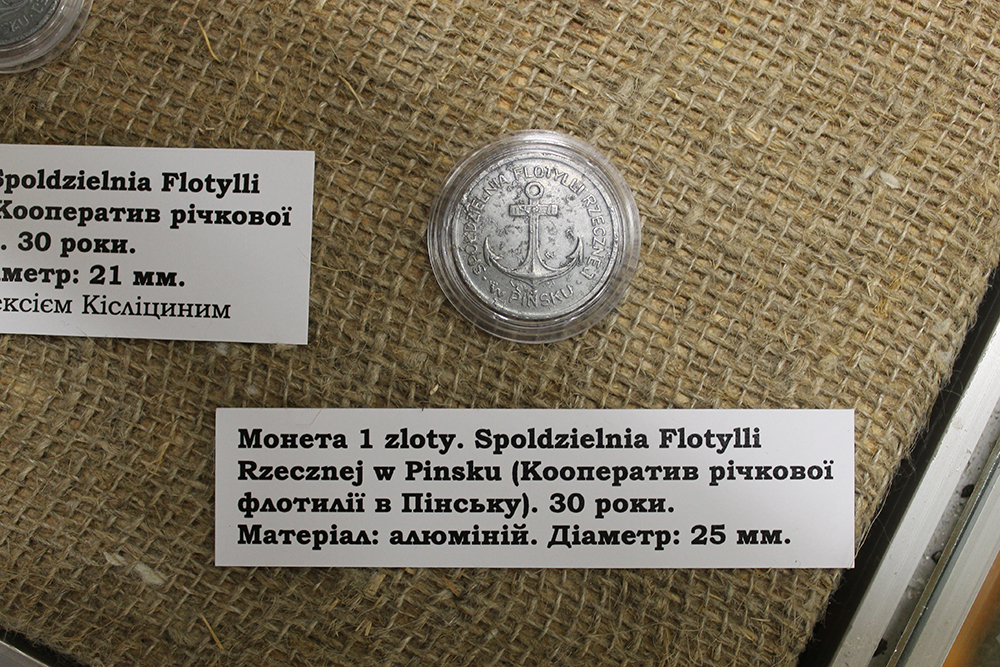 Spoldzielnia Flotylli
Кооператив річкової
. 30 роки.
метр: 21 мм.
ексієм Кісліциним
SPÓŁDZIELNIA FLOTYLLI RZECZNEJ
W PIŃSKU
Монета 1 zloty. Spoldzielnia Flotylli
Rzecznej w Pinsku (Кооператив річкової
флотилії в Пінську). 30 роки.
Матеріал: алюміній. Діаметр: 25 мм.